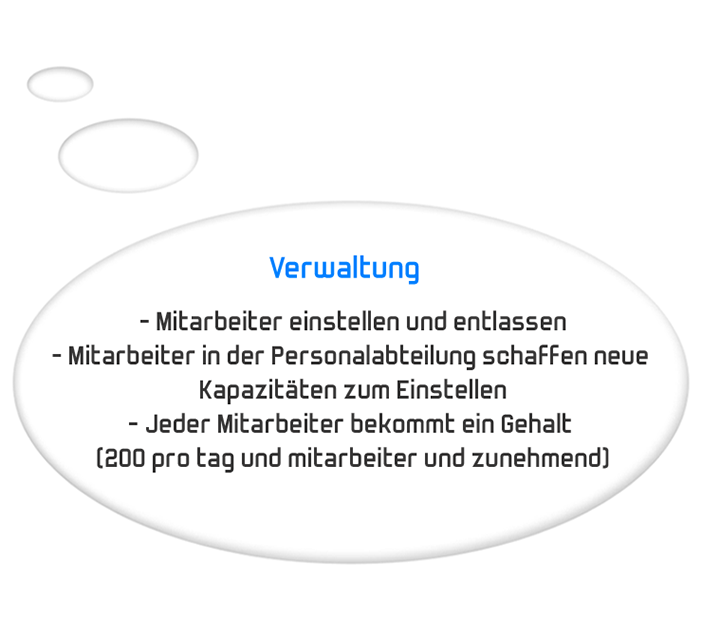 Verwaltung
- Mitarbeiter einstellen und entlassen
- Mitarbeiter in der Personalabteilung schaffen neue
Kapazitäten zum Einstellen
- Jeder Mitarbeiter bekommt ein Gehalt
(200 pro tag und mitarbeiter und zunehmend)